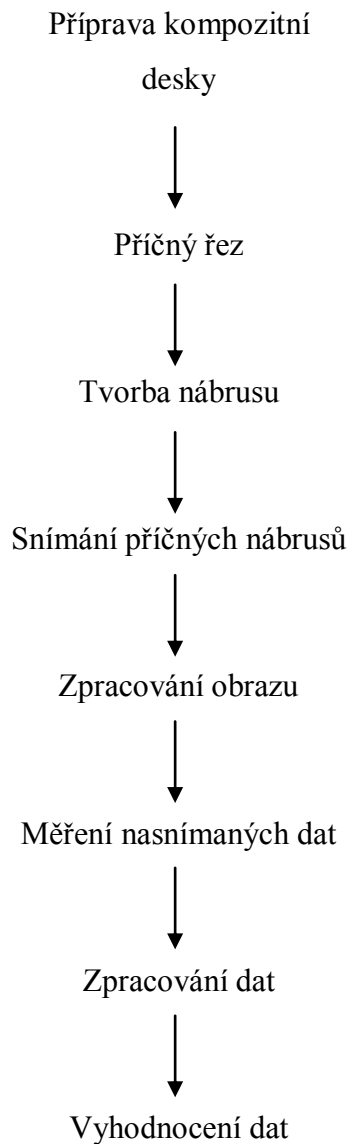 Příprava kompozitní
desky
Příčný řez
Tvorba nábrusu
Snímání příčných nábrusů
Zpracování obrazu
Měření nasnímaných dat
Zpracování dat
Vyhodnocení dat